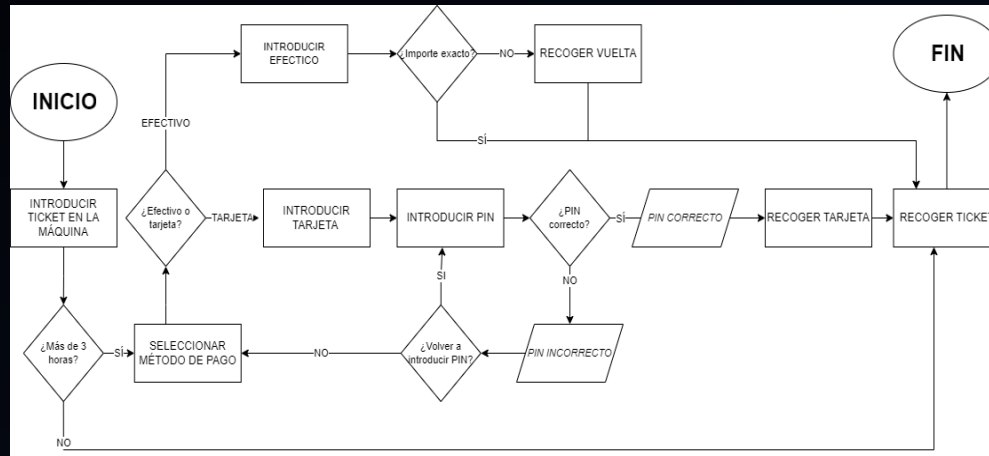 INTRODUCIR
EFECTICO
¿Importe exacto?
NO
RECOGER VUELTA
FIN
INICIO
EFECTIVO
SÍ
INTRODUCIR
TICKET EN LA
MÁQUINA
¿Efectivo o
tarjeta?
TARJETA
INTRODUCIR
TARJETA
INTRODUCIR PIN
¿PIN
correcto?
SÍ
PIN CORRECTO
RECOGER TARJETA
RECOGER TICKET
SI
NO
¿Más de 3
horas?
SÍ
SELECCIONAR
MÉTODO DE PAGO
NO
¿Volver a
introducir PIN?
PIN INCORRECTO
NO